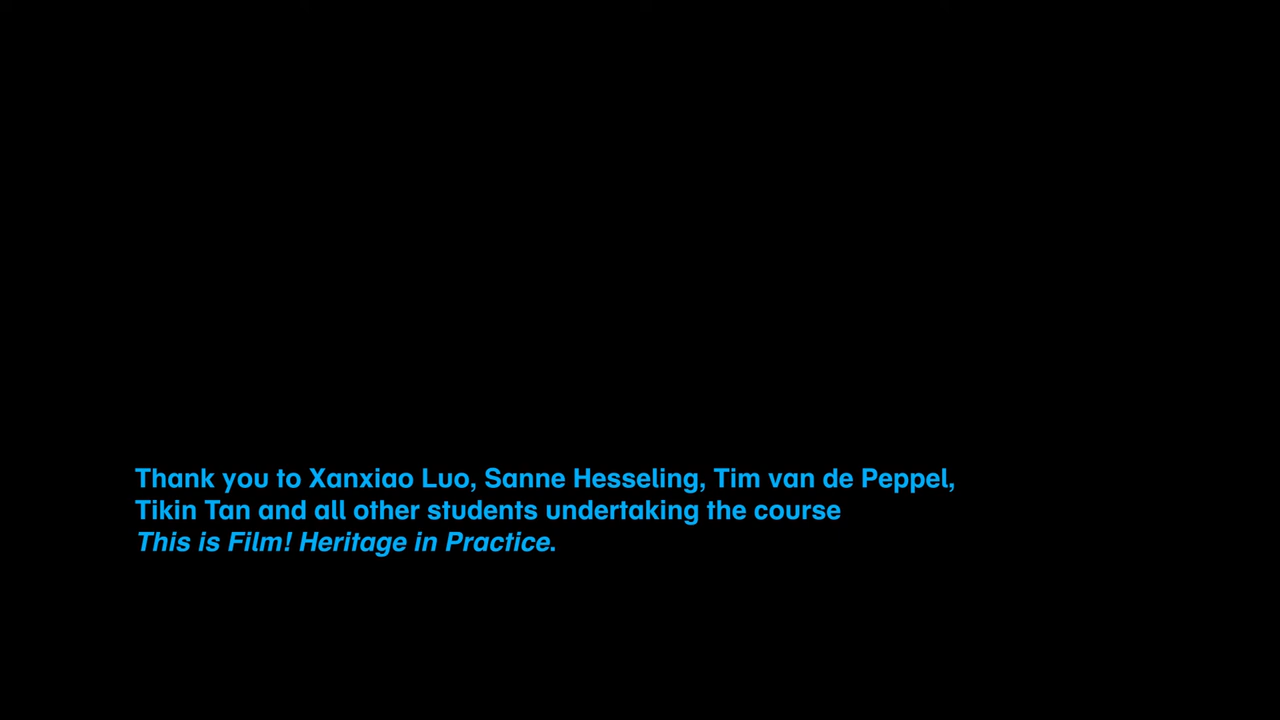 Thank you to Xanxiao Luo, Sanne Hesseling, Tim van de Peppel,
Tikin Tan and all other students undertaking the course
This is Film! Heritage in Practice.